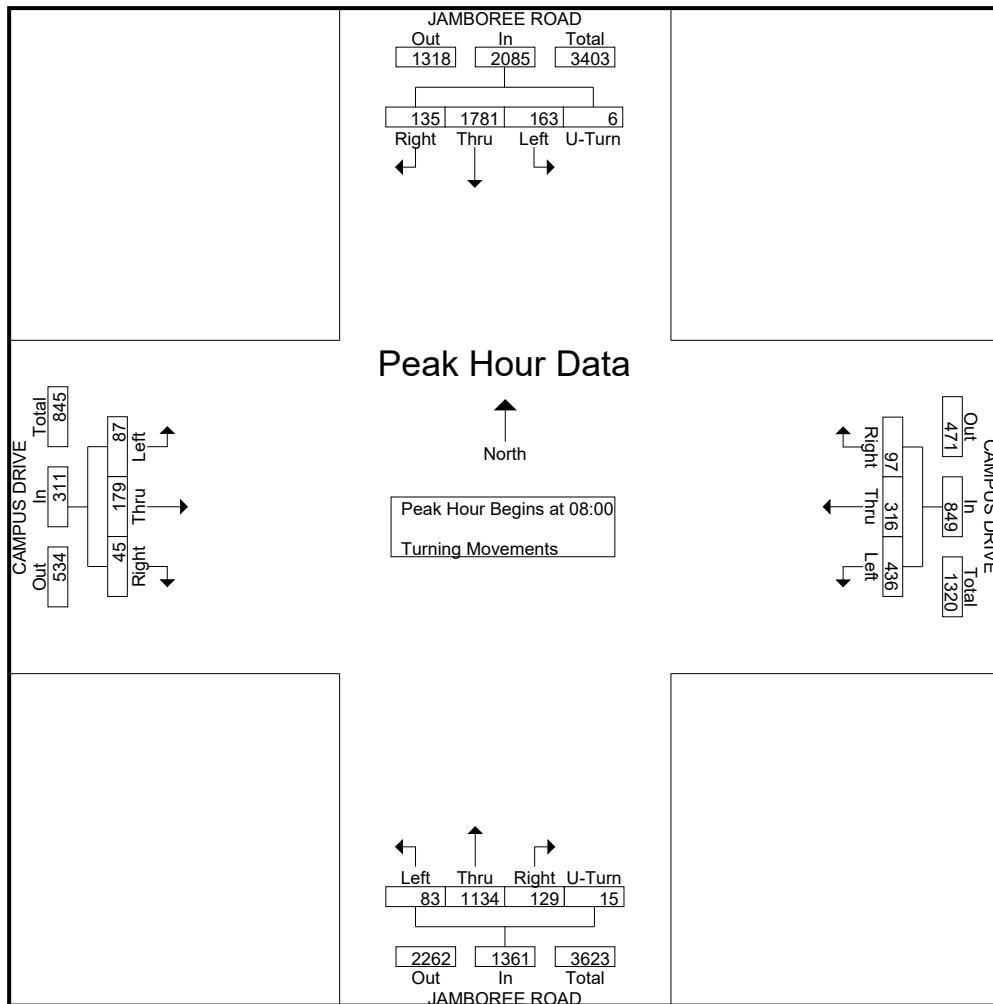 JAMBOREE ROAD
Out In Total
1318 2085 3403
135 1781 163 6
Right Thru Left U-Turn
Peak Hour Data
North
Peak Hour Begins at 08:00
Turning Movements
CAMPUS DRIVE
Out In Total
534 311 845
45 179 87
Right Thru Left
CAMPUS DRIVE
Out In Total
471 849 1320
97 316 436
Right Thru Left
Left Thru Right U-Turn
83 1134 129 15
2262 1361 3623
Out In Total
JAMBOREE ROAD